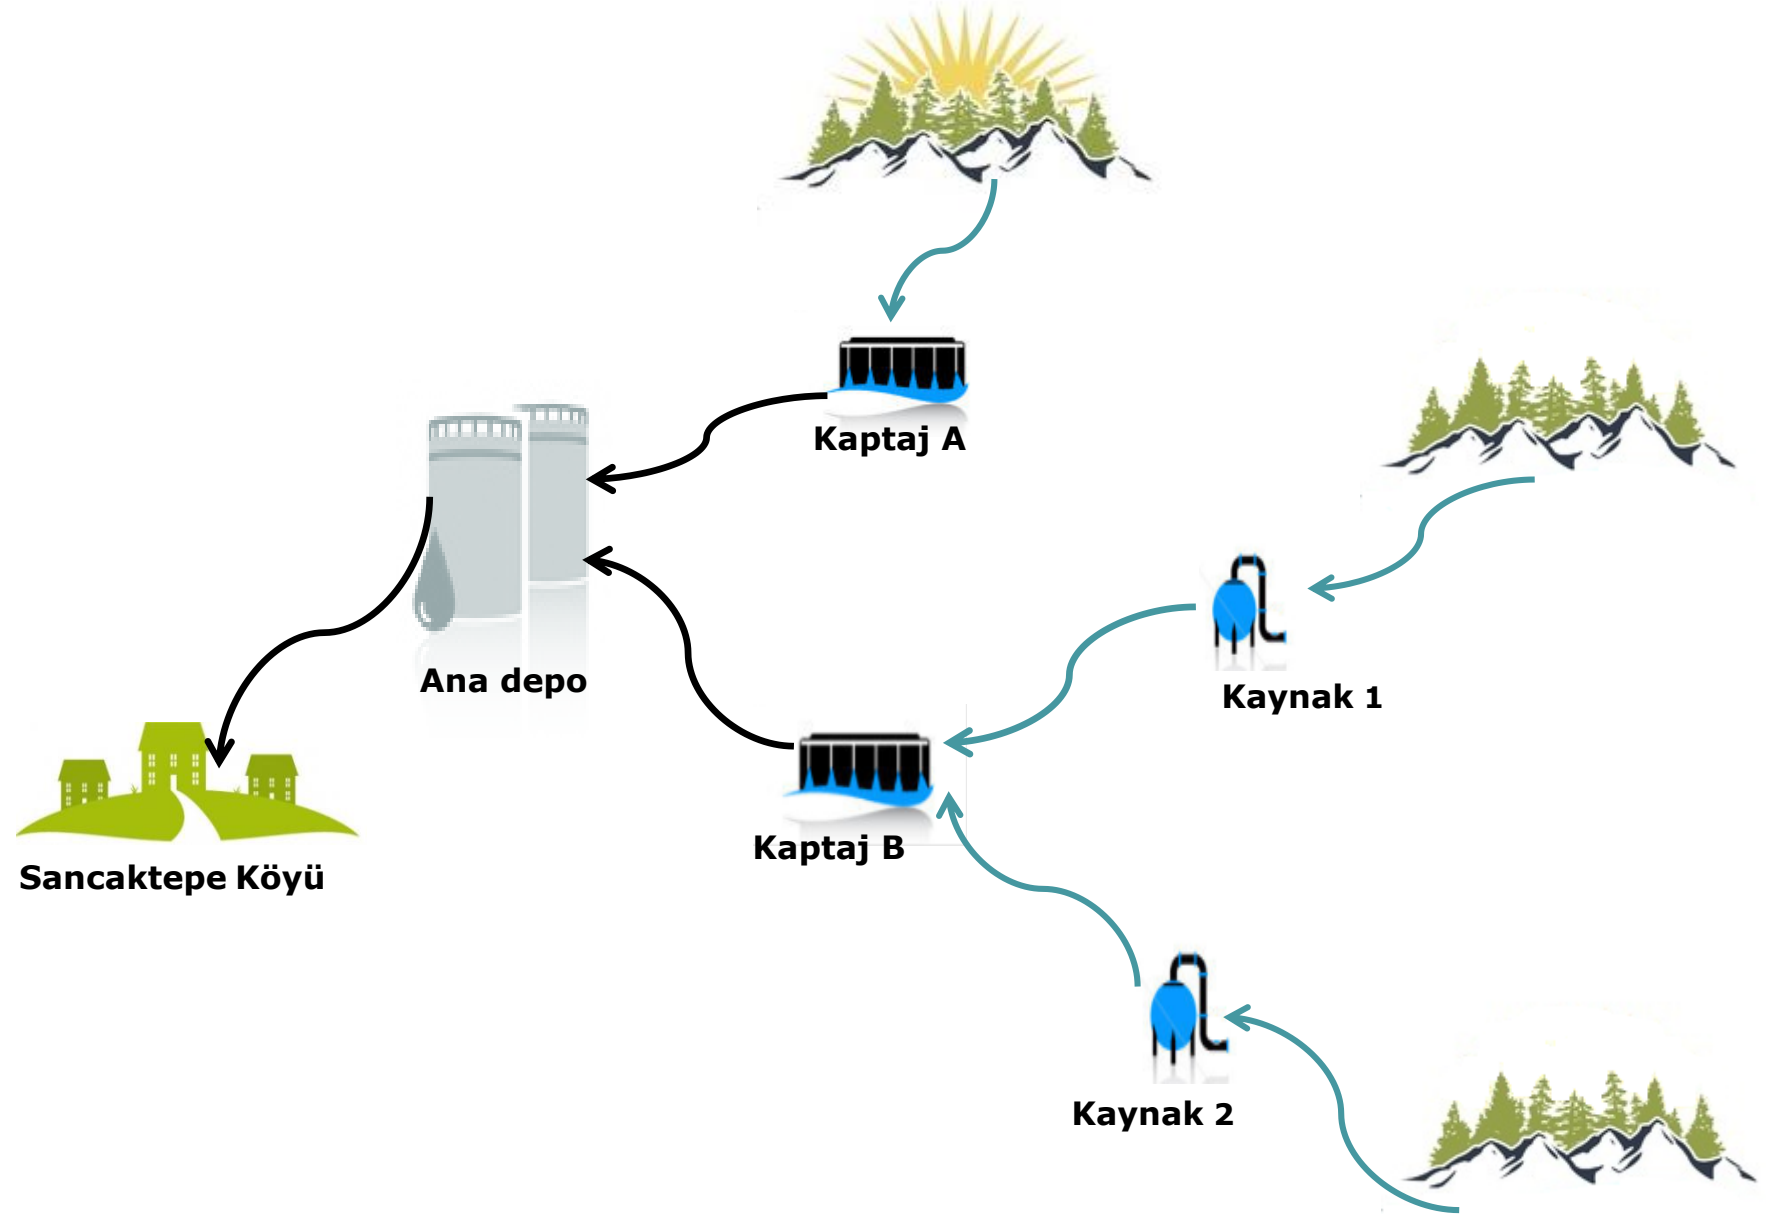 Kaptaj A
Ana depo
Kaynak 1
Kaptaj B
Sancaktepe Köyü
Kaynak 2